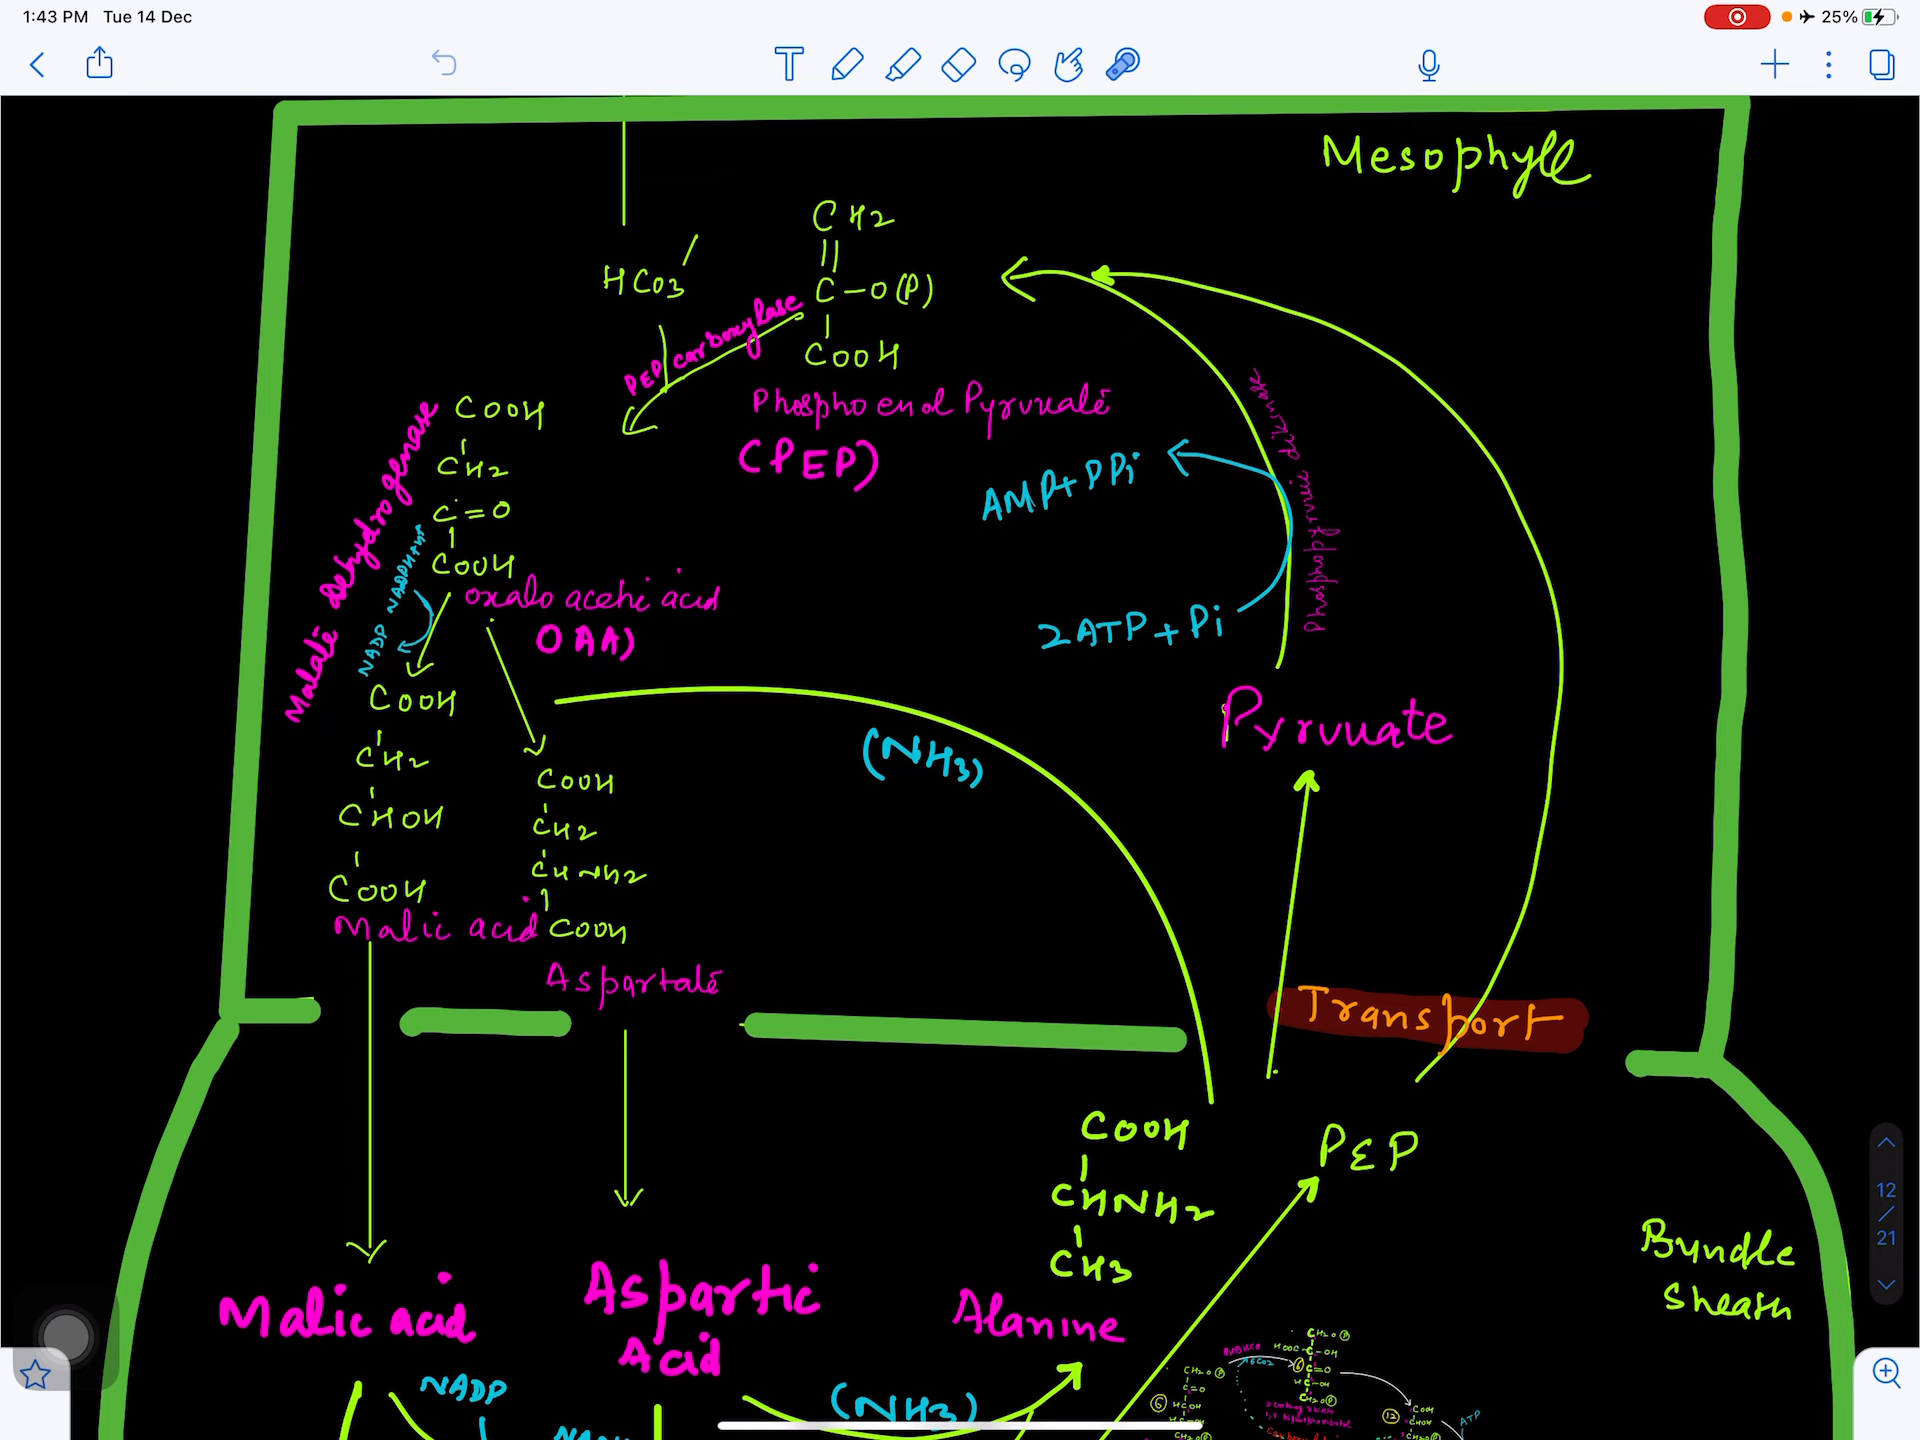 1:43 PM Tue 14 Dec
25%
Mesophyll
CH2
||
C-O(P)
COOH
HCO3
PEP carboxylase
Phospho enol Pyruvate
(PEP)
COOH
CH2
C=O
COOH
oxalo acetic acid
OAA)
Malate Dehydrogenase
NADP
AMP+PPi
2ATP+Pi
Pyruvate
(NH3)
COOH
CH2
CHOH
COOH
Malic acid
COOH
CH2
CHNH2
COOH
Aspartate
Transport
COOH
CHNH2
CH3
PEP
Bundle
Sheath
12
/
21
Malic acid
Aspartic
Acid
Alanine
NADP
(NH3)